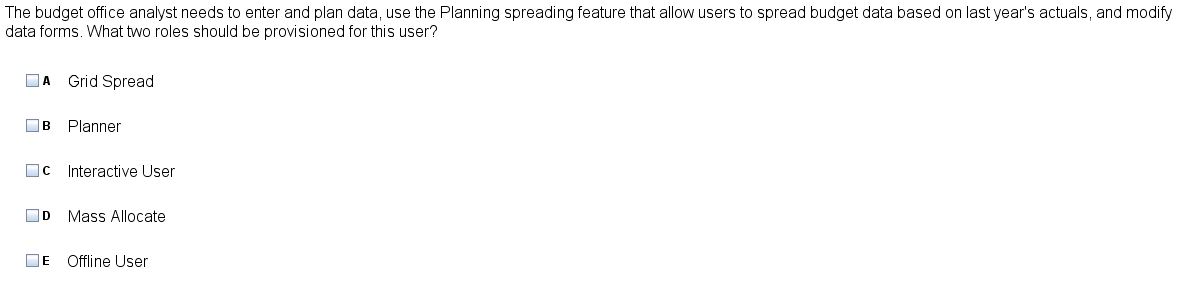 The budget office analyst needs to enter and plan data, use the Planning spreading feature that allow users to spread budget data based on last year's actuals, and modify
data forms. What two roles should be provisioned for this user?
A Grid Spread
B Planner
C Interactive User
D Mass Allocate
E Offline User